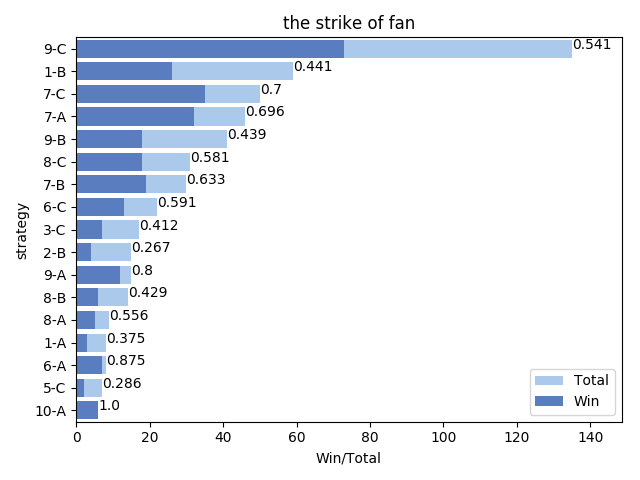 the strike of fan
strategy
9-C 0.541
1-B 0.441
7-C 0.7
7-A 0.696
9-B 0.439
8-C 0.581
7-B 0.633
6-C 0.591
3-C 0.412
2-B 0.267
9-A 0.8
8-B 0.429
8-A 0.556
1-A 0.375
6-A 0.875
5-C 0.286
10-A 1.0
Total
Win
0 20 40 60 80 100 120 140
Win/Total